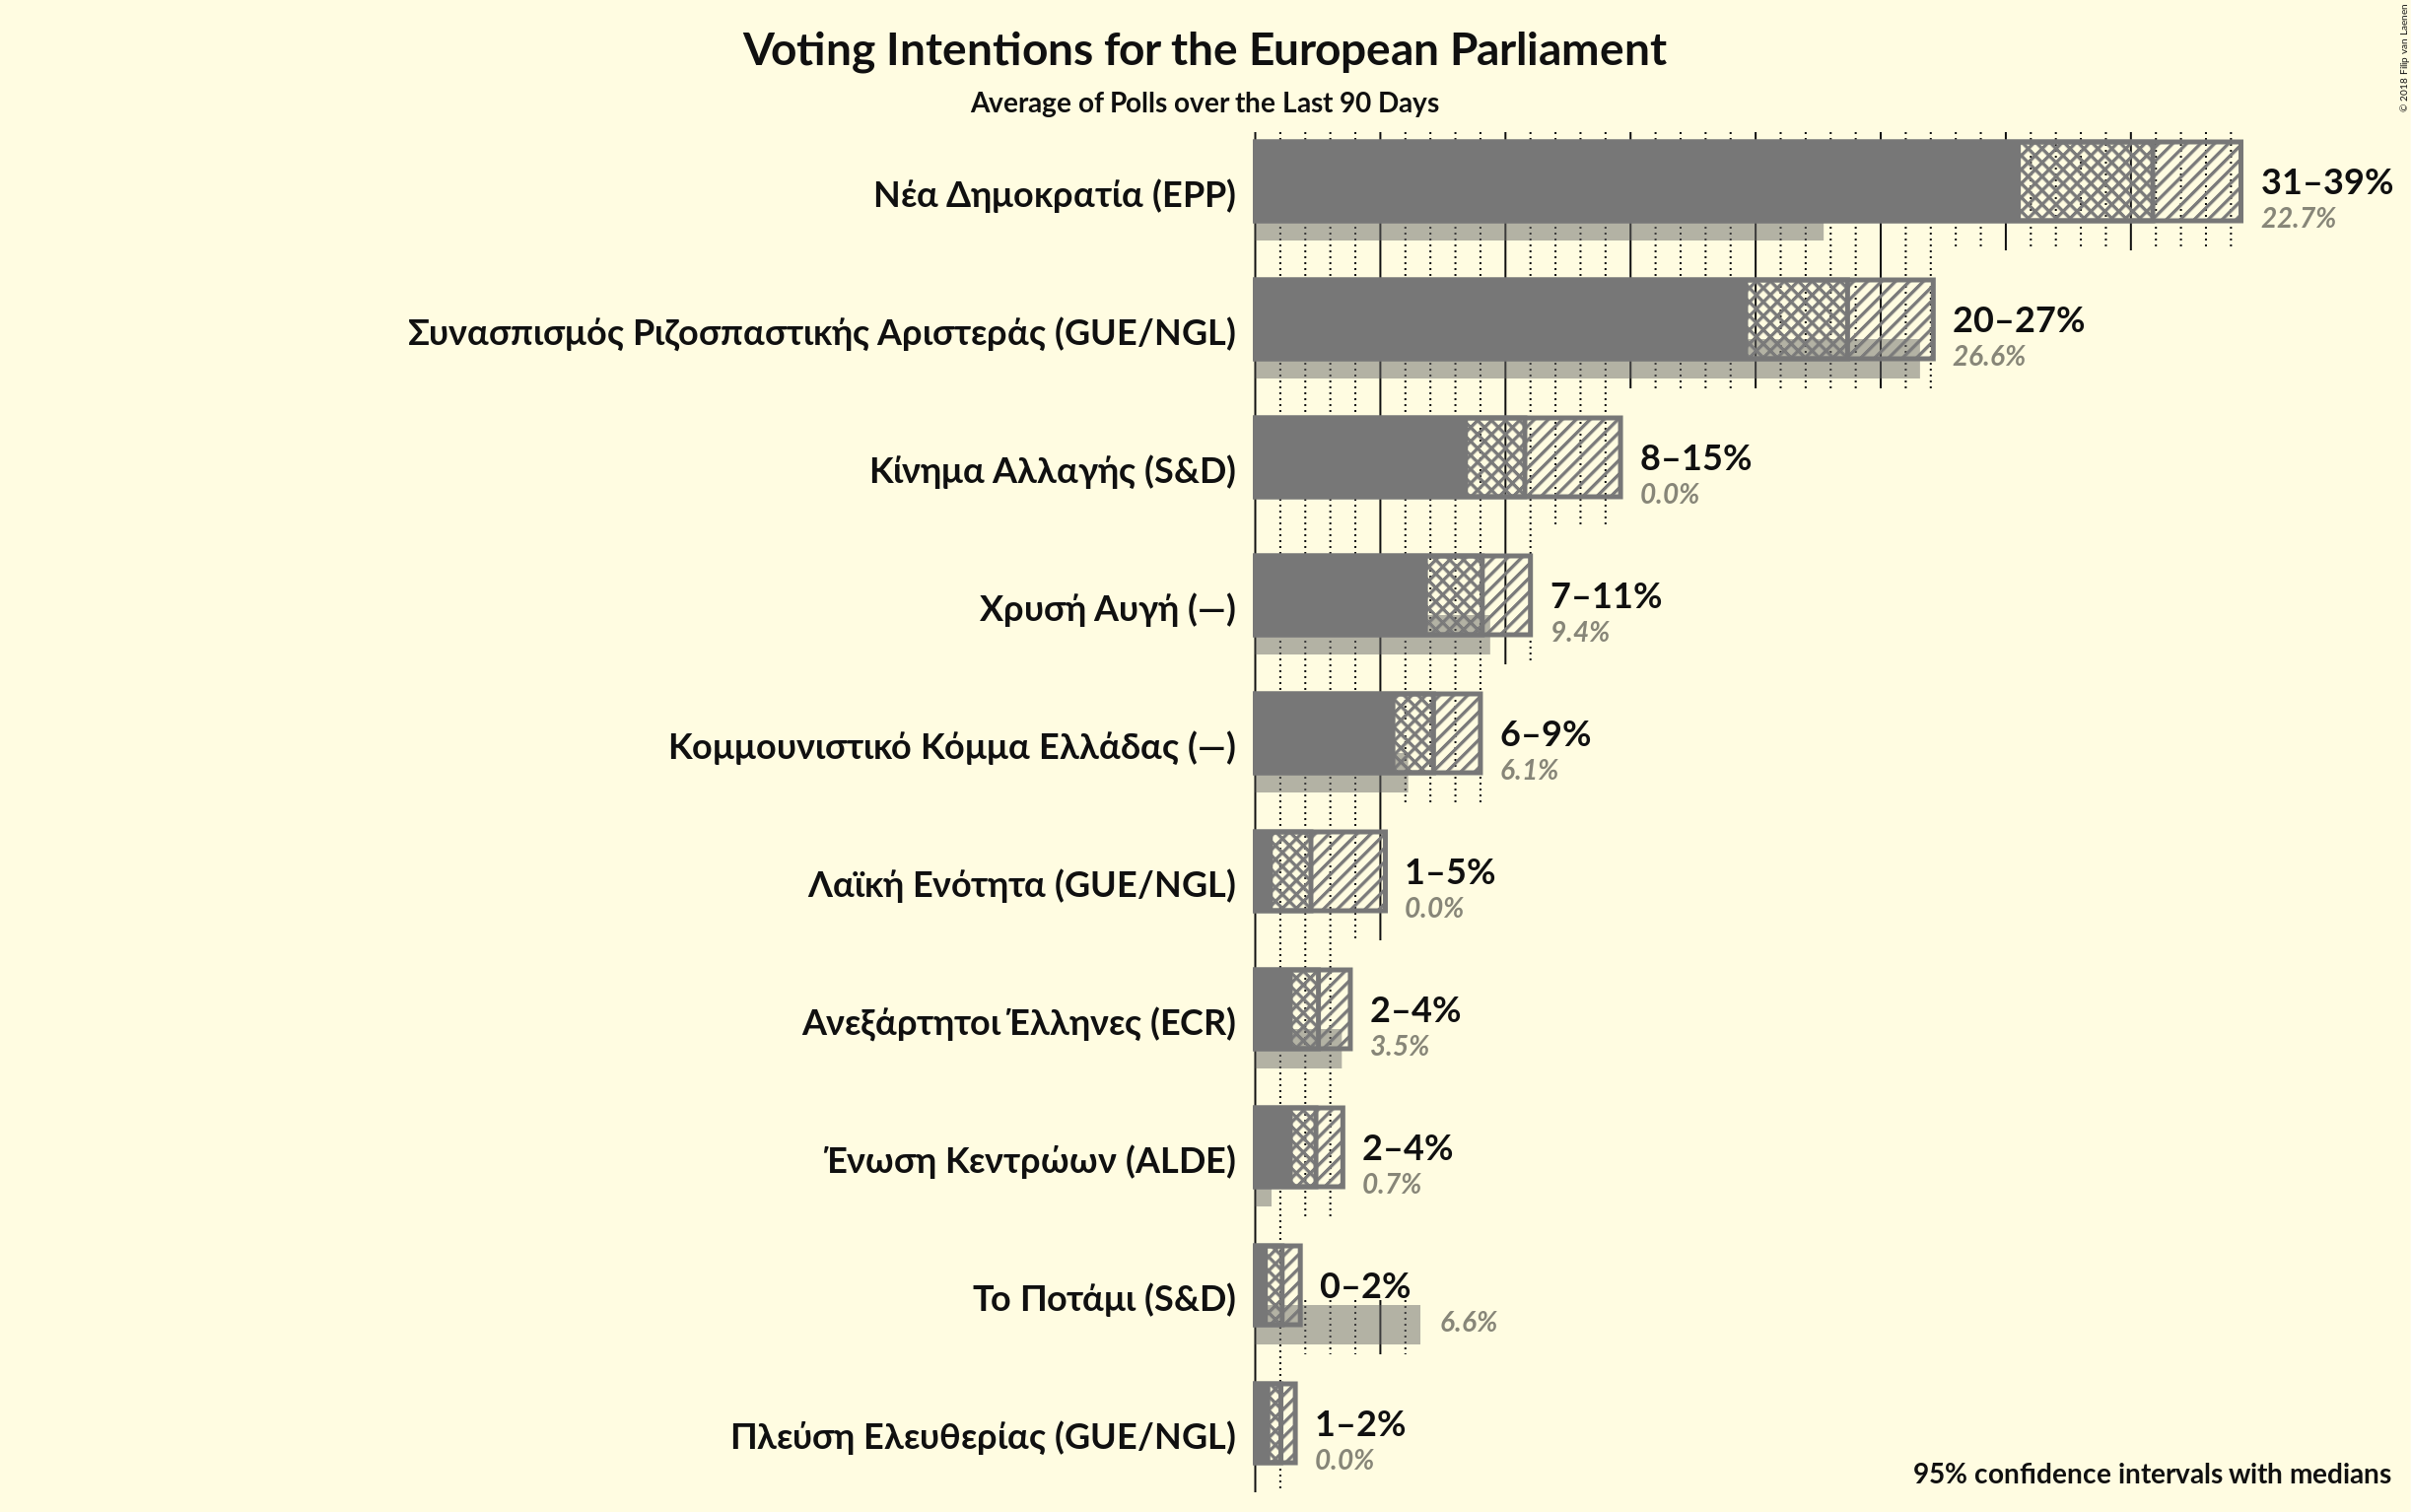 Voting Intentions for the European Parliament
Average of Polls over the Last 90 Days
© 2018 Filip van Laenen
Νέα Δημοκρατία (EPP)
31–39%
22.7%
Συνασπισμός Ριζοσπαστικής Αριστεράς (GUE/NGL)
20–27%
26.6%
Κίνημα Αλλαγής (S&D)
8–15%
0.0%
Χρυσή Αυγή (—)
7–11%
9.4%
Κομμουνιστικό Κόμμα Ελλάδας (—)
6–9%
6.1%
Λαϊκή Ενότητα (GUE/NGL)
1–5%
0.0%
Ανεξάρτητοι Έλληνες (ECR)
2–4%
3.5%
Ένωση Κεντρώων (ALDE)
2–4%
0.7%
Το Ποτάμι (S&D)
0–2%
6.6%
Πλεύση Ελευθερίας (GUE/NGL)
1–2%
0.0%
95% confidence intervals with medians